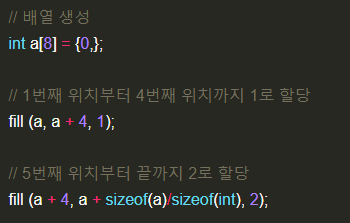 // 배열 생성
int a[8] = {0,};
// 1번째 위치부터 4번째 위치까지 1로 할당
fill (a, a + 4, 1);
// 5번째 위치부터 끝까지 2로 할당
fill (a + 4, a + sizeof(a)/sizeof(int), 2);